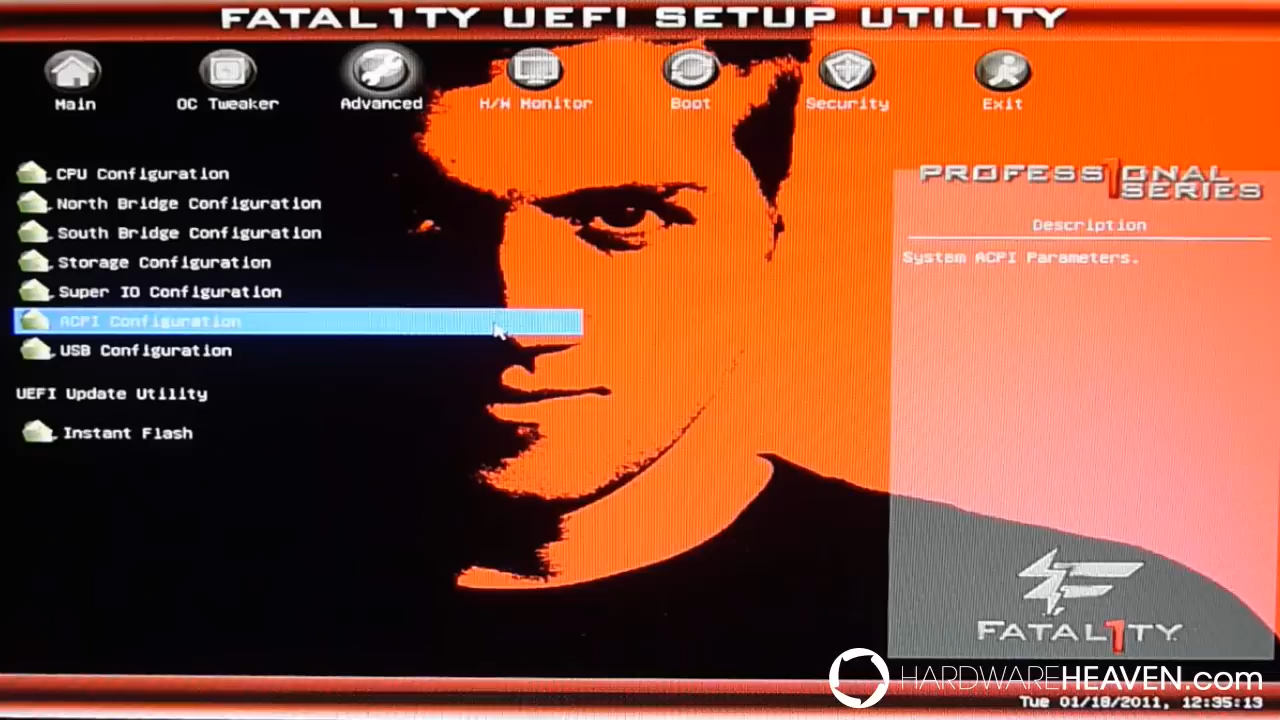 FATAL1TY UEFI SETUP UTILITY
Main OC Tweaker Advanced H/W Monitor Boot Security Exit
CPU Configuration
North Bridge Configuration
South Bridge Configuration
Storage Configuration
Super IO Configuration
ACPI Configuration
USB Configuration
UEFI Update Utility
Instant Flash
PROFESS1ONAL
SERIES
Description
System ACPI Parameters.
FATAL1TY
HARDWAREHEAVEN.com
Tue 01/18/2011, 12:35:13